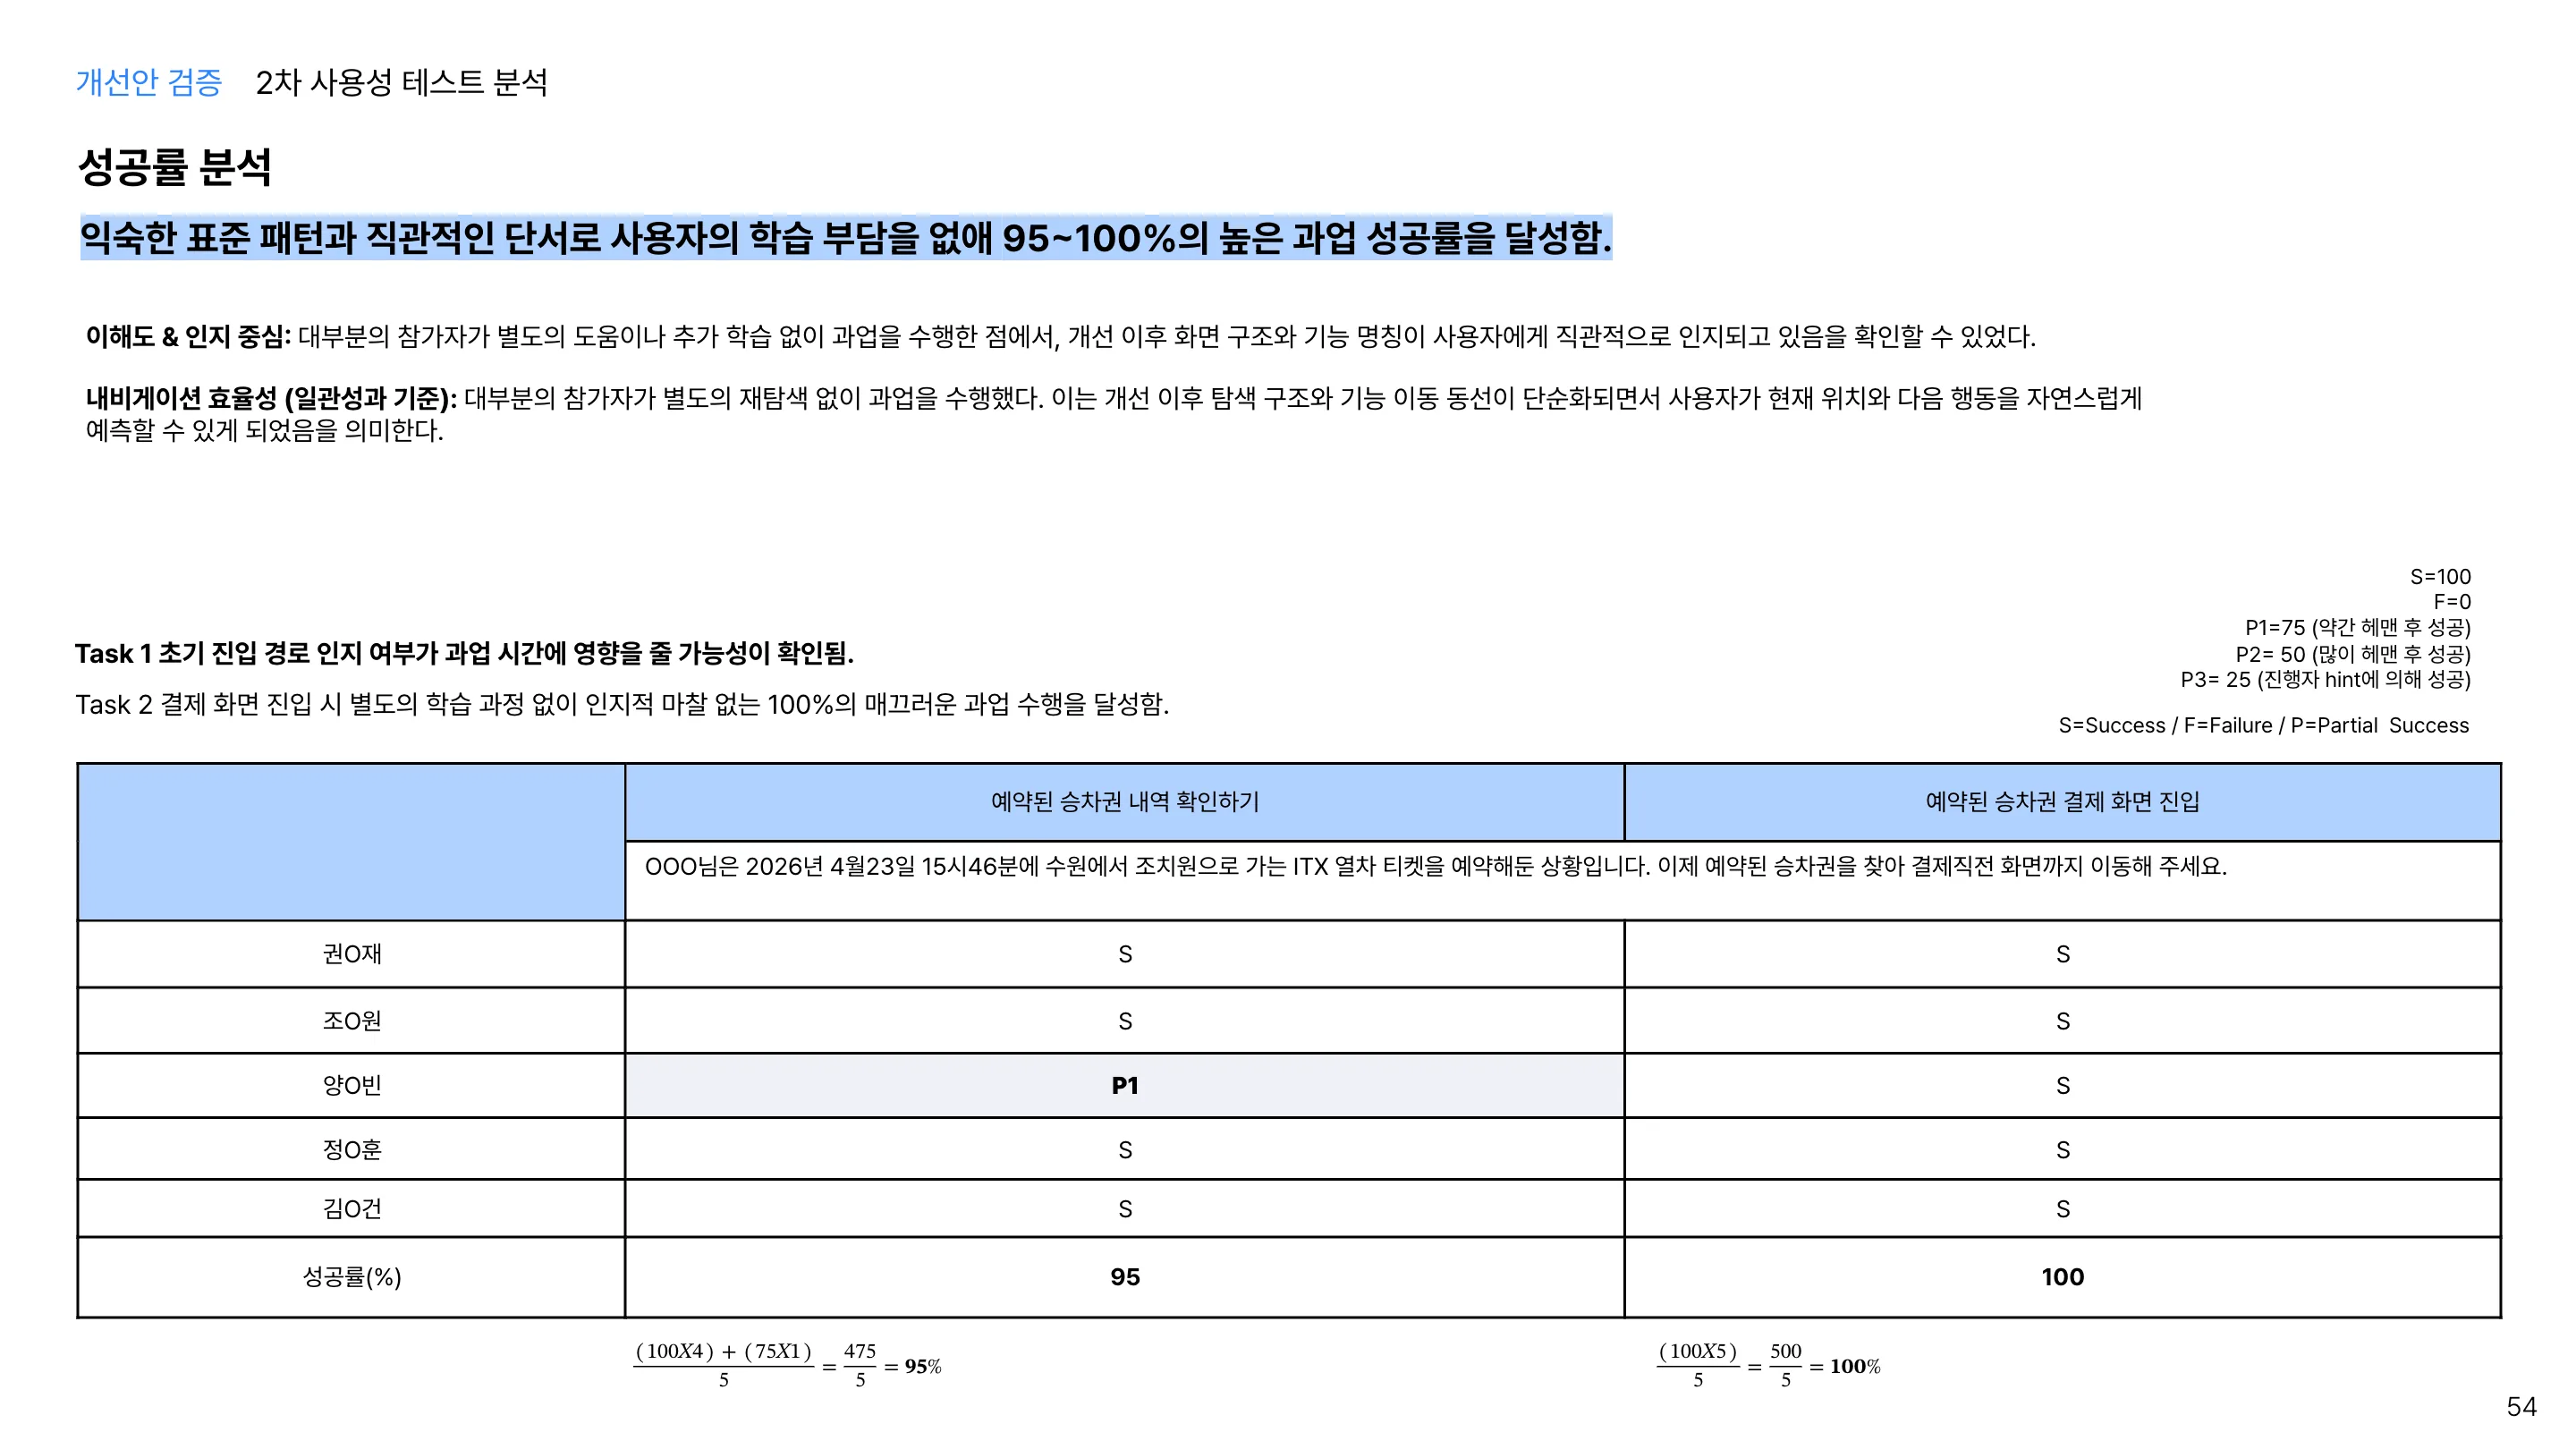 개선안 검증 2차 사용성 테스트 분석
성공률 분석
익숙한 표준 패턴과 직관적인 단서로 사용자의 학습 부담을 없애 95~100%의 높은 과업 성공률을 달성함.
이해도 & 인지 중심: 대부분의 참가자가 별도의 도움이나 추가 학습 없이 과업을 수행한 점에서, 개선 이후 화면 구조와 기능 명칭이 사용자에게 직관적으로 인지되고 있음을 확인할 수 있었다.
내비게이션 효율성 (일관성과 기준): 대부분의 참가자가 별도의 재탐색 없이 과업을 수행했다. 이는 개선 이후 탐색 구조와 기능 이동 동선이 단순화되면서 사용자가 현재 위치와 다음 행동을 자연스럽게
예측할 수 있게 되었음을 의미한다.
S=100
F=0
P1=75 (약간 헤맨 후 성공)
P2= 50 (많이 헤맨 후 성공)
P3= 25 (진행자 hint에 의해 성공)
S=Success / F=Failure / P=Partial Success
Task 1 초기 진입 경로 인지 여부가 과업 시간에 영향을 줄 가능성이 확인됨.
Task 2 결제 화면 진입 시 별도의 학습 과정 없이 인지적 마찰 없는 100%의 매끄러운 과업 수행을 달성함.
예약된 승차권 내역 확인하기 예약된 승차권 결제 화면 진입
OOO님은 2026년 4월23일 15시46분에 수원에서 조치원으로 가는 ITX 열차 티켓을 예약해둔 상황입니다. 이제 예약된 승차권을 찾아 결제직전 화면까지 이동해 주세요.
권O재 S S
조O원 S S
양O빈 P1 S
정O훈 S S
김O건 S S
성공률(%) 95 100
(100X4) + (75X1) / 5 = 475 / 5 = 95%
(100X5) / 5 = 500 / 5 = 100%
54